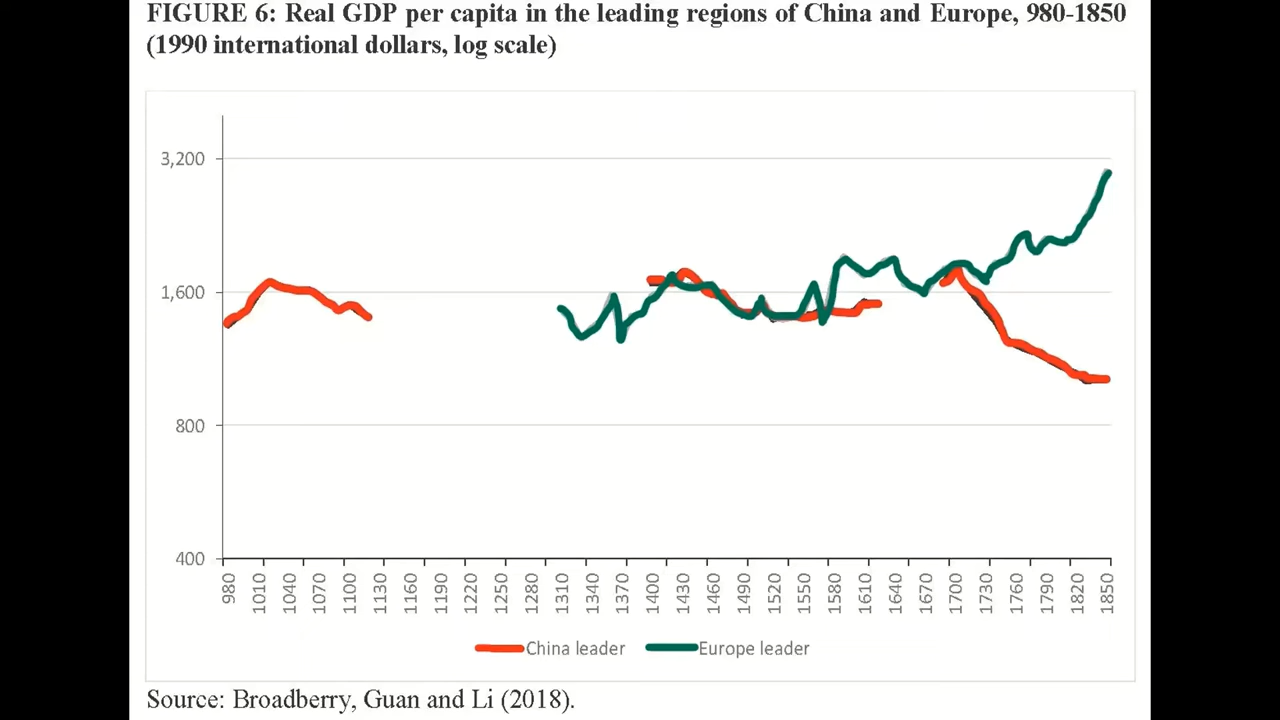 FIGURE 6: Real GDP per capita in the leading regions of China and Europe, 980-1850
(1990 international dollars, log scale)
3,200
1,600
800
400
980 1010 1040 1070 1100 1130 1160 1190 1220 1250 1280 1310 1340 1370 1400 1430 1460 1490 1520 1550 1580 1610 1640 1670 1700 1730 1760 1790 1820 1850
China leader Europe leader
Source: Broadberry, Guan and Li (2018).